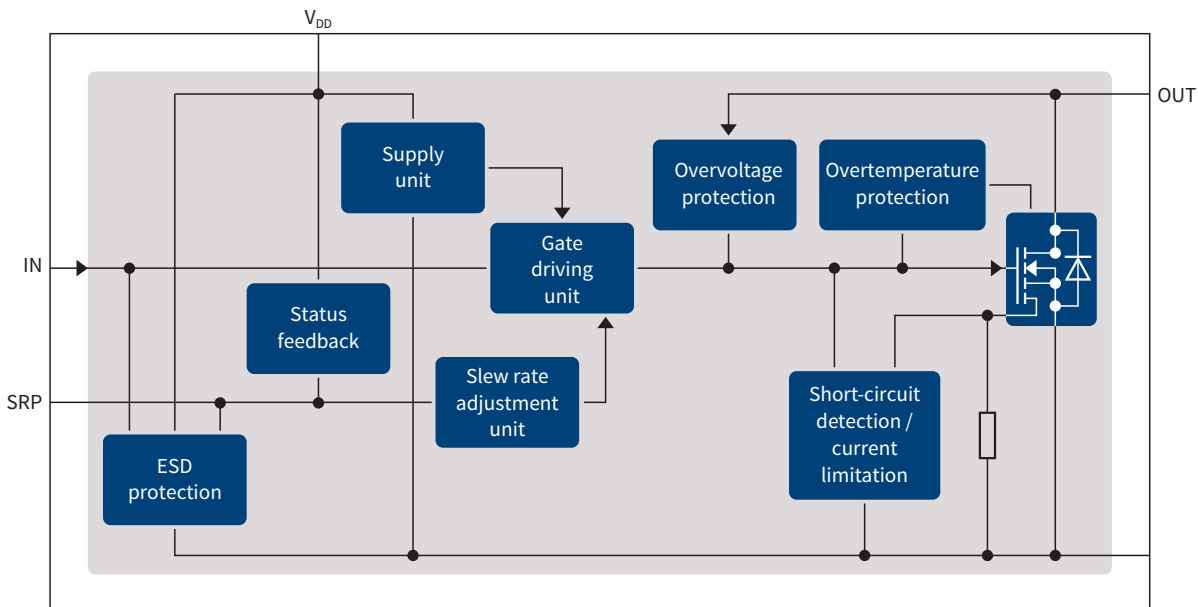 VDD
OUT
Supply
unit
Overvoltage
protection
Overtemperature
protection
IN
Gate
driving
unit
Status
feedback
SRP
Slew rate
adjustment
unit
Short-circuit
detection /
current
limitation
ESD
protection